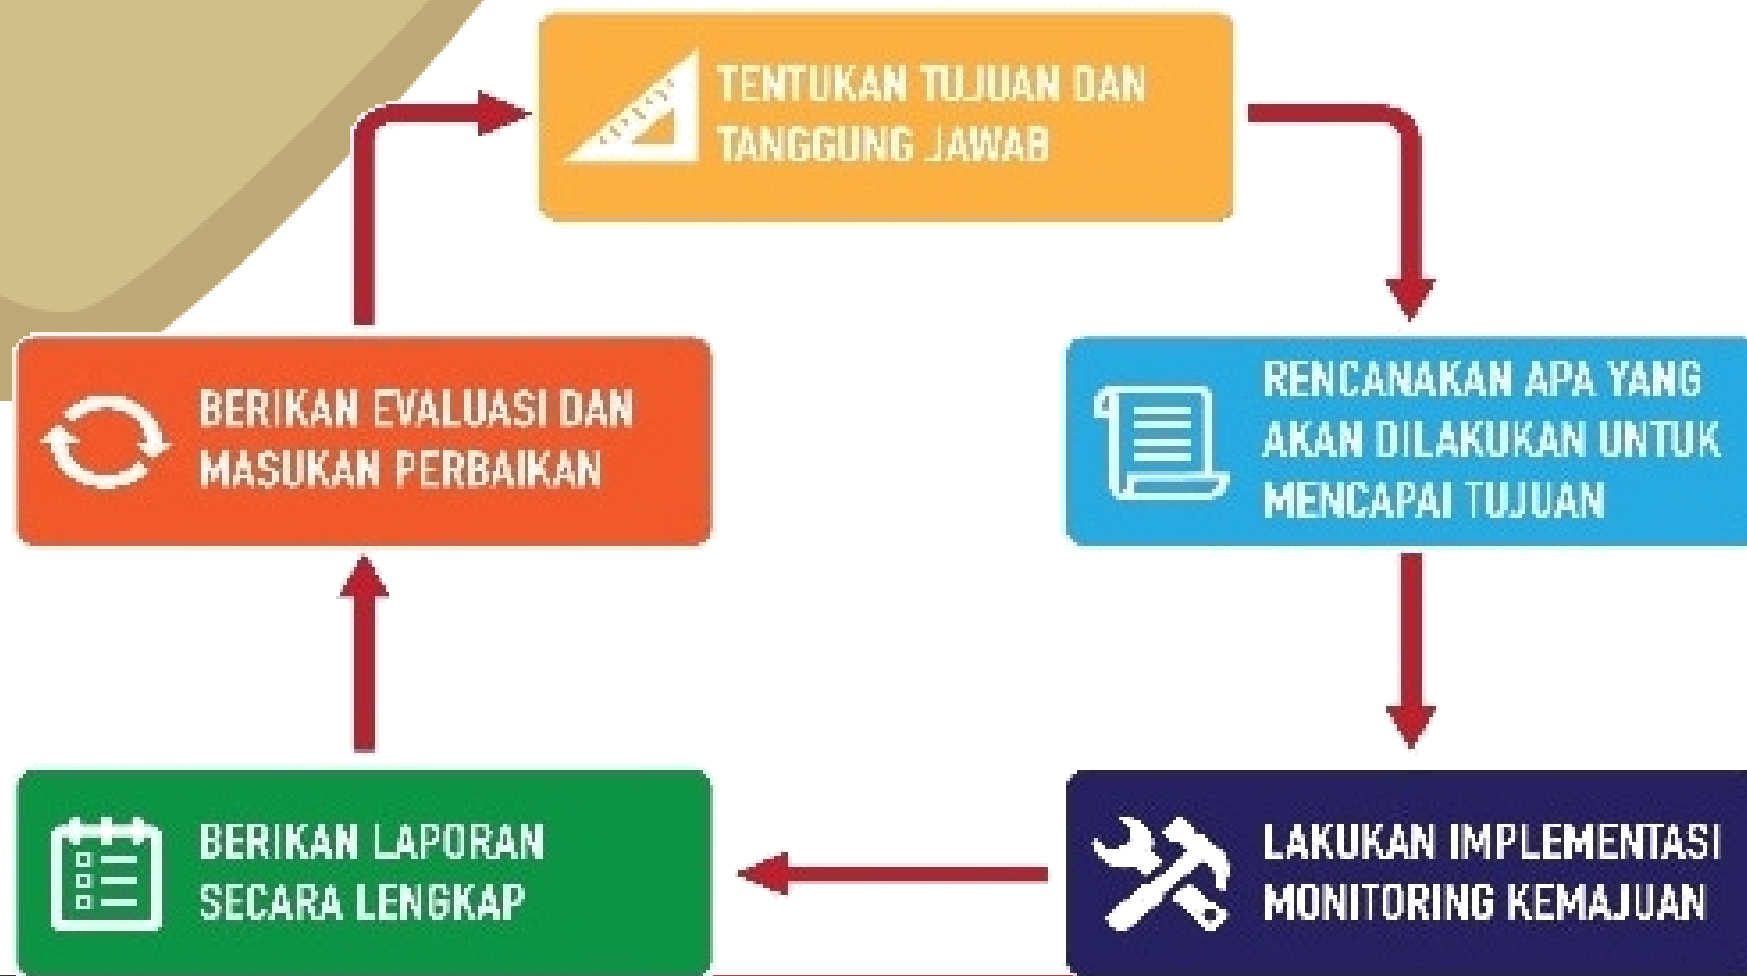 TENTUKAN TUJUAN DAN
TANGGUNG JAWAB
RENCANAKAN APA YANG
AKAN DILAKUKAN UNTUK
MENCAPAI TUJUAN
LAKUKAN IMPLEMENTASI
MONITORING KEMAJUAN
BERIKAN LAPORAN
SECARA LENGKAP
BERIKAN EVALUASI DAN
MASUKAN PERBAIKAN